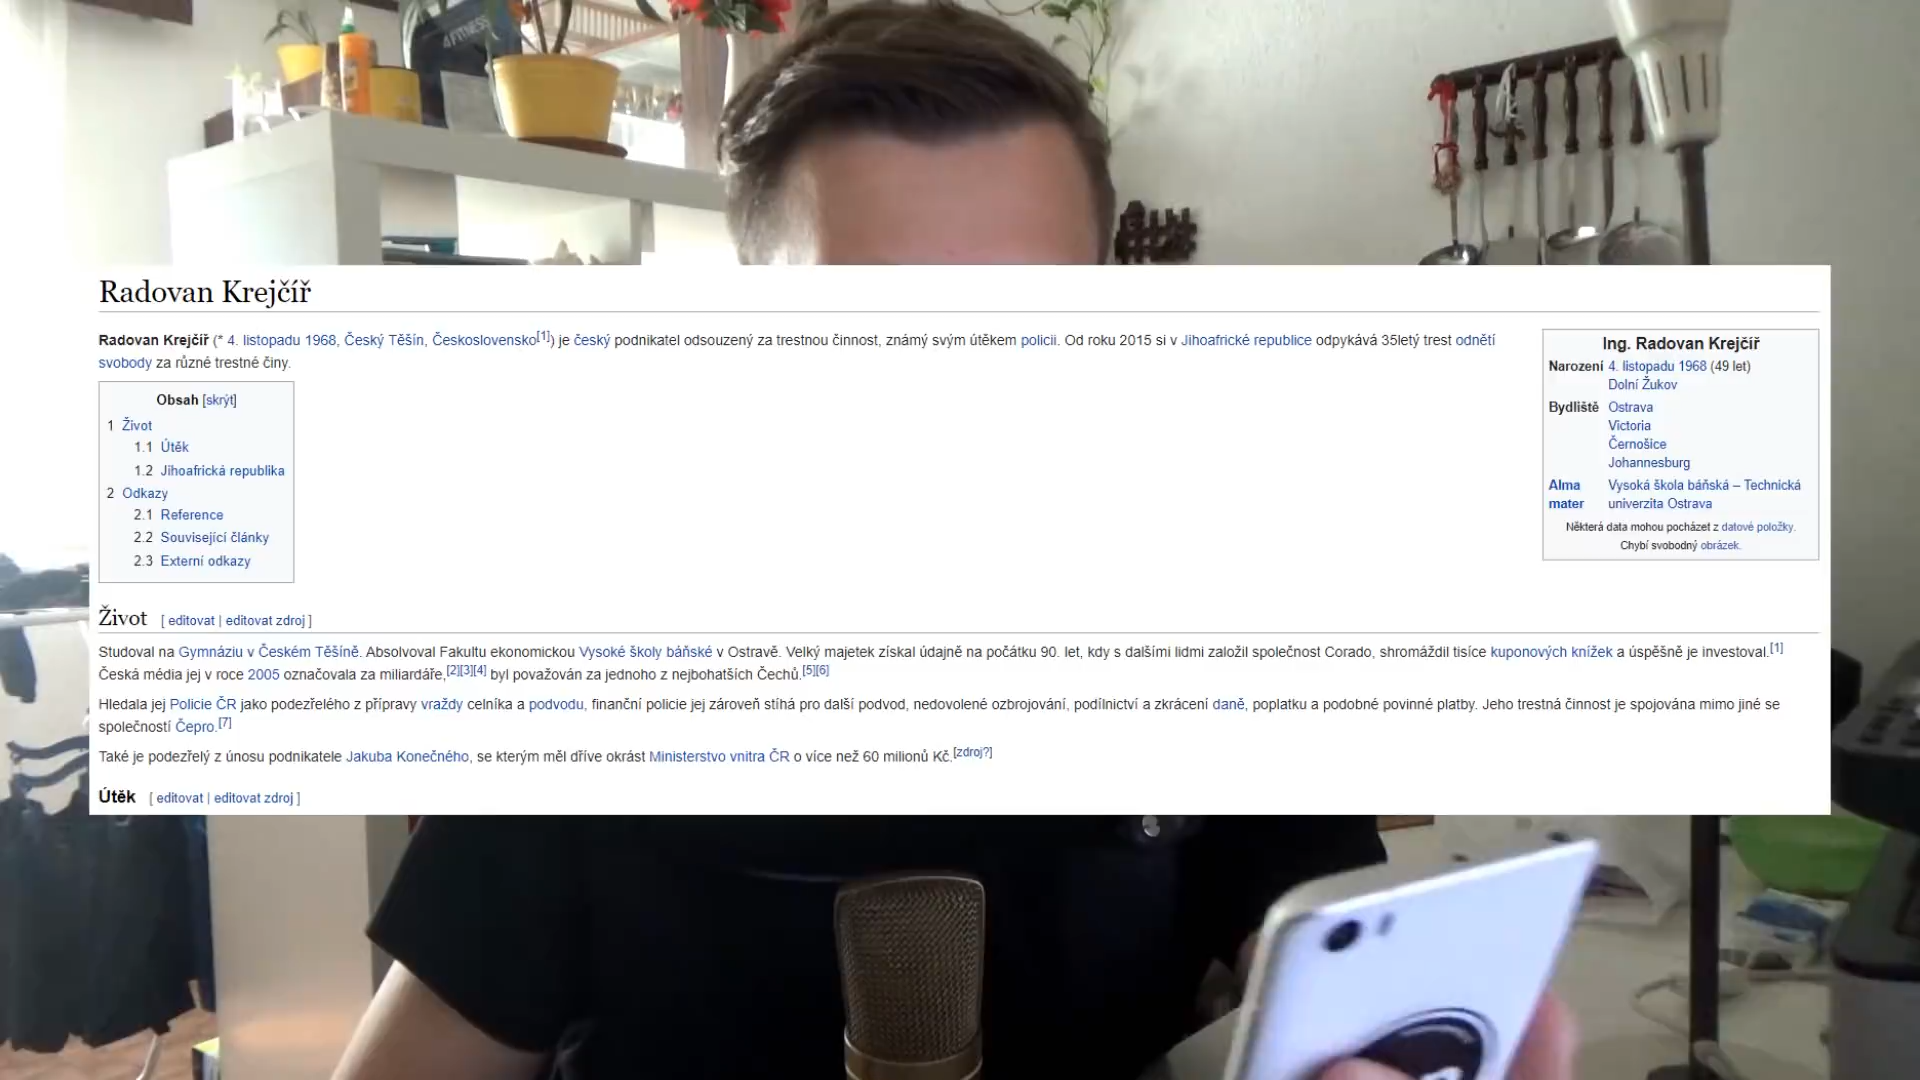 4FITNESS
Radovan Krejčíř
Radovan Krejčíř (* 4. listopadu 1968, Český Těšín, Československo[1]) je český podnikatel odsouzený za trestnou činnost, známý svým útěkem policii. Od roku 2015 si v Jihoafrické republice odpykává 35letý trest odnětí
svobody za různé trestné činy.
Obsah [skrýt]
1 Život
1.1 Útěk
1.2 Jihoafrická republika
2 Odkazy
2.1 Reference
2.2 Související články
2.3 Externí odkazy
Ing. Radovan Krejčíř
Narození 4. listopadu 1968 (49 let)
Dolní Žukov
Bydliště Ostrava
Victoria
Černošice
Johannesburg
Alma Vysoká škola báňská – Technická
mater univerzita Ostrava
Některá data mohou pocházet z datové položky.
Chybí svobodný obrázek.
Život [ editovat | editovat zdroj ]
Studoval na Gymnáziu v Českém Těšíně. Absolvoval Fakultu ekonomickou Vysoké školy báňské v Ostravě. Velký majetek získal údajně na počátku 90. let, kdy s dalšími lidmi založil společnost Corado, shromáždil tisíce kuponových knížek a úspěšně je investoval.[1]
Česká média jej v roce 2005 označovala za miliardáře,[2][3][4] byl považován za jednoho z nejbohatších Čechů.[5][6]
Hledala jej Policie ČR jako podezřelého z přípravy vraždy celníka a podvodu, finanční policie jej zároveň stíhá pro další podvod, nedovolené ozbrojování, podílnictví a zkrácení daně, poplatku a podobné povinné platby. Jeho trestná činnost je spojována mimo jiné se
společností Čepro.[7]
Také je podezřelý z únosu podnikatele Jakuba Konečného, se kterým měl dříve okrást Ministerstvo vnitra ČR o více než 60 milionů Kč.[zdroj?]
Útěk [ editovat | editovat zdroj ]